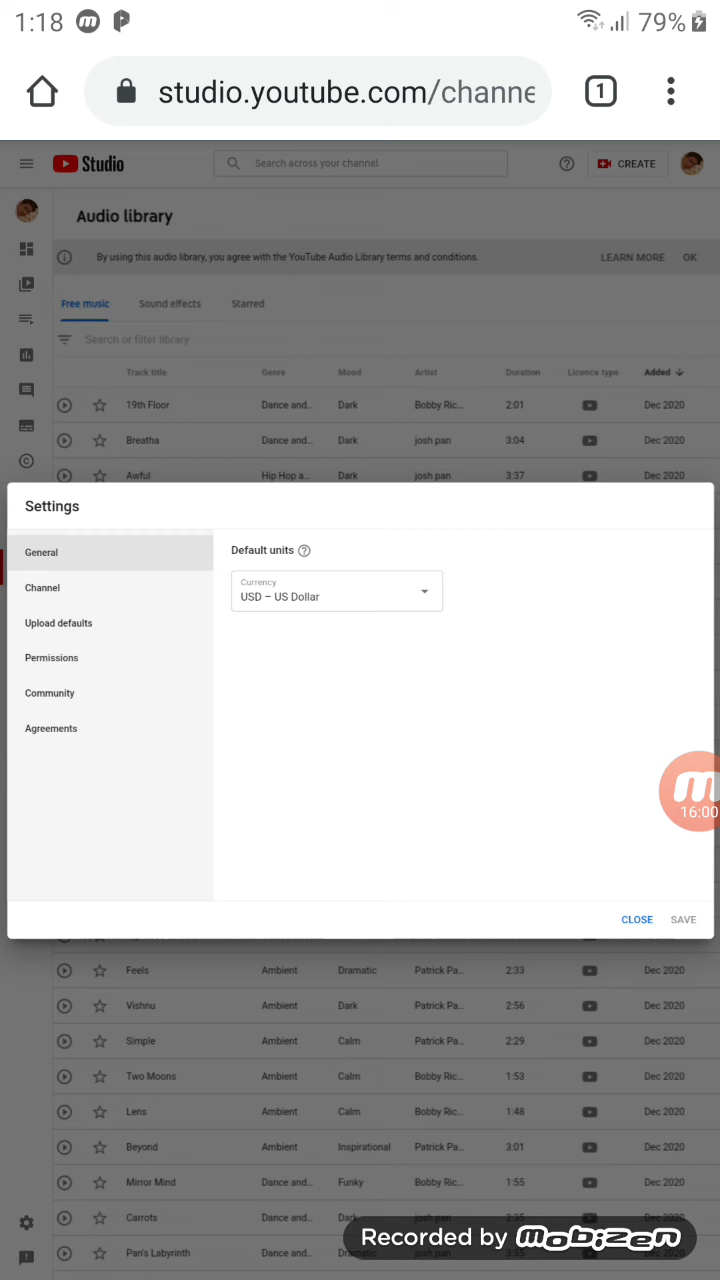 1:18 79%
studio.youtube.com/channe 1
Studio Search across your channel CREATE
Audio library
By using this audio library, you agree with the YouTube Audio Library terms and conditions. LEARN MORE OK
Free music Sound effects Starred
Search or filter library
Track title Genre Mood Artist Duration Licence type Added
19th Floor Dance and... Dark Bobby Ric... 2:01 Dec 2020
Breatha Dance and... Dark josh pan 3:04 Dec 2020
Awful Hip Hop a... Dark josh pan 3:37 Dec 2020
Settings
General
Channel
Upload defaults
Permissions
Community
Agreements
Default units
Currency
USD – US Dollar
16:00
CLOSE SAVE
Feels Ambient Dramatic Patrick Pa... 2:33 Dec 2020
Vishnu Ambient Dark Patrick Pa... 2:56 Dec 2020
Simple Ambient Calm Patrick Pa... 2:29 Dec 2020
Two Moons Ambient Calm Bobby Ric... 1:53 Dec 2020
Lens Ambient Calm Bobby Ric... 1:48 Dec 2020
Beyond Ambient Inspirational Patrick Pa... 3:01 Dec 2020
Mirror Mind Dance and... Funky Bobby Ric... 1:55 Dec 2020
Carrots Dance and... Dark josh pan 2:35 Dec 2020
Recorded by mobizen
Pan's Labyrinth Dance and... Dramatic josh pan 3:55 Dec 2020